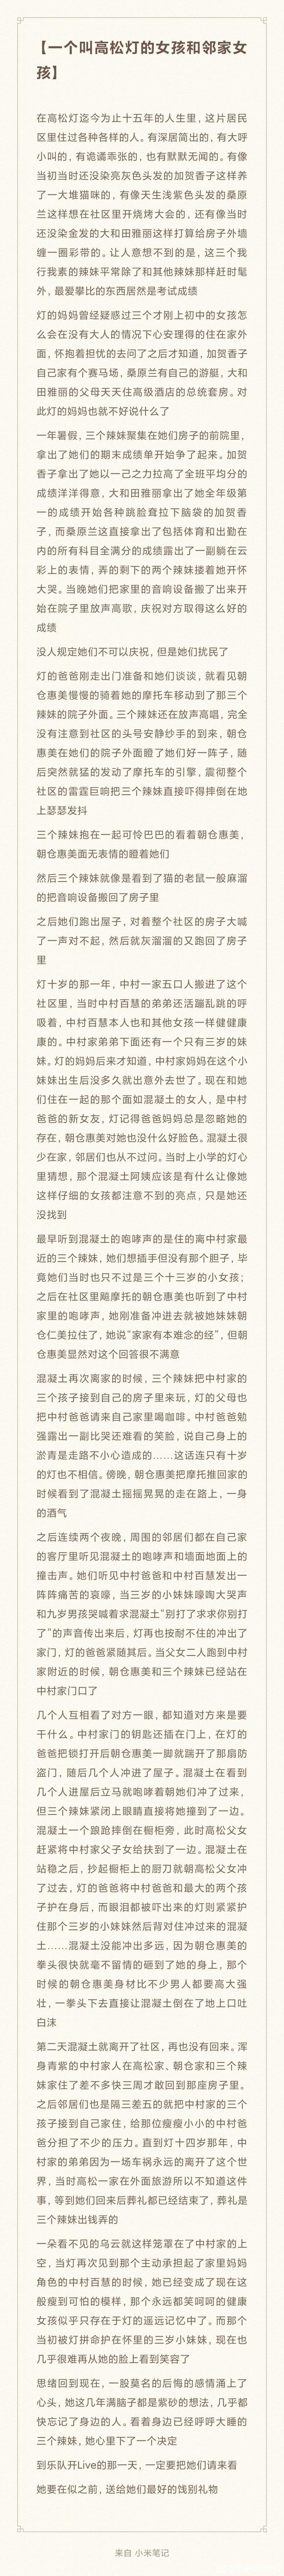 【一个叫高松灯的女孩和邻家女
孩】
在高松灯迄今为止十五年的人生里，这片居民
区里住过各种各样的人。有深居简出的，有大呼
小叫的，有诡谲乖张的，也有默默无闻的。有像
当初当时还没染亮灰色头发的加贺香子这样养
了一大堆猫咪的，有像天生浅紫色头发的桑原
兰这样想在社区里开烧烤大会的，还有像当时
还没染金发的大和田雅丽这样打算给房子外墙
缠一圈彩带的。让人意想不到的是，这三个我
行我素的辣妹平常除了和其他辣妹那样赶时髦
外，最爱攀比的东西居然是考试成绩
灯的妈妈曾经疑惑过三个才刚上初中的女孩怎
么会在没有大人的情况下心安理得的住在家外
面，怀抱着担忧的去问了之后才知道，加贺香子
自己家有个赛马场，桑原兰有自己的游艇，大和
田雅丽的父母天天住高级酒店的总统套房。对
此灯的妈妈也就不好说什么了
一年暑假，三个辣妹聚集在她们房子的前院里，
拿出了她们的期末成绩单开始争了起来。加贺
香子拿出了她以一己之力拉高了全班平均分的
成绩洋洋得意，大和田雅丽拿出了她全年级第
一的成绩开始各种跳脸耷拉下脑袋的加贺香
子，而桑原兰这直接拿出了包括体育和出勤在
内的所有科目全满分的成绩露出了一副躺在云
彩上的表情，弄的剩下的两个辣妹搂着她开怀
大哭。当晚她们把家里的音响设备搬了出来开
始在院子里放声高歌，庆祝对方取得这么好的
成绩
没人规定她们不可以庆祝，但是她们扰民了
灯的爸爸刚走出门准备和她们谈谈，就看见朝
仓惠美慢慢的骑着她的摩托车移动到了那三个
辣妹的院子外面。三个辣妹还在放声高唱，完全
没有注意到社区的头号安静纱手的到来，朝仓
惠美在她们的院子外面瞪了她们好一阵子，随
后突然就猛的发动了摩托车的引擎，震彻整个
社区的雷霆巨响把三个辣妹直接吓得摔倒在地
上瑟瑟发抖
三个辣妹抱在一起可怜巴巴的看着朝仓惠美，
朝仓惠美面无表情的瞪着她们
然后三个辣妹就像是看到了猫的老鼠一般麻溜
的把音响设备搬回了房子里
之后她们跑出屋子，对着整个社区的房子大喊
了一声对不起，然后就灰溜溜的又跑回了房子
里
灯十岁的那一年，中村一家五口人搬进了这个
社区里，当时中村百慧的弟弟还活蹦乱跳的呼
吸着，中村百慧本人也和其他女孩一样健健康
康的。中村家弟弟下面还有一个只有三岁的妹
妹。灯的妈妈后来才知道，中村家妈妈在这个小
妹妹出生后没多久就出意外去世了。现在和她
们住在一起的那个面如混凝土的女人，是中村
爸爸的新女友，灯记得爸爸妈妈总是忽略她的
存在，朝仓惠美对她也没什么好脸色。混凝土很
少在家，邻居们也从不过问。当时上小学的灯心
里猜想，那个混凝土阿姨应该是有什么让像她
这样仔细的女孩都注意不到的亮点，只是她还
没找到
最早听到混凝土的咆哮声的是住的离中村家最
近的三个辣妹，她们想插手但没有那个胆子，毕
竟她们当时也只不过是三个十三岁的小女孩；
之后在社区里飚摩托的朝仓惠美也听到了中村
家里的咆哮声，她刚准备冲进去就被她妹妹朝
仓仁美拉住了，她说“家家有本难念的经”，但朝
仓惠美显然对这个回答很不满意
混凝土再次离家的时候，三个辣妹把中村家的
三个孩子接到自己的房子里来玩，灯的父母也
把中村爸爸请来自己家里喝咖啡。中村爸爸勉
强露出一副比哭还难看的笑脸，说自己身上的
淤青是走路不小心造成的……这话连只有十岁
的灯也不相信。傍晚，朝仓惠美把摩托推回家的
时候看到了混凝土摇摇晃晃的走在路上，一身
的酒气
之后连续两个夜晚，周围的邻居们都在自己家
的客厅里听见混凝土的咆哮声和墙面地面上的
撞击声。她们听见中村爸爸和中村百慧发出一
阵阵痛苦的哀嚎，当三岁的小妹妹嚎啕大哭声
和九岁男孩哭喊着求混凝土“别打了求求你别打
了”的声音传出来后，灯再也按耐不住的冲出了
家门，灯的爸爸紧随其后。当父女二人跑到中村
家附近的时候，朝仓惠美和三个辣妹已经站在
中村家门口了
几个人互相看了对方一眼，都知道对方来是要
干什么。中村家门的钥匙还插在门上，在灯的
爸爸把锁打开后朝仓惠美一脚就踹开了那扇防
盗门，随后几个人冲进了屋子。混凝土在看到
几个人进屋后立马就咆哮着朝她们冲了过来，
但三个辣妹紧闭上眼睛直接将她撞到了一边。
混凝土一个踉跄摔倒在橱柜旁，此时高松父女
赶紧将中村家父子女给扶到了一边。混凝土在
站稳之后，抄起橱柜上的厨刀就朝高松父女冲
了过去，灯的爸爸将中村爸爸和最大的两个孩
子护在身后，而眼泪都被吓出来的灯则紧紧护
住那个三岁的小妹妹然后背对住冲过来的混凝
土……混凝土没能冲出多远，因为朝仓惠美的
拳头很快就毫不留情的砸到了她的身上，那个
时候的朝仓惠美身材比不少男人都要高大强
壮，一拳头下去直接让混凝土倒在了地上口吐
白沫
第二天混凝土就离开了社区，再也没有回来。浑
身青紫的中村家人在高松家、朝仓家和三个辣
妹家住了差不多快三周才敢回到那座房子里。
之后邻居们也是隔三差五的就把中村家的三个
孩子接到自己家住，给那位瘦瘦小小的中村爸
爸分担了不少的压力。直到灯十四岁那年，中
村家的弟弟因为一场车祸永远的离开了这个世
界，当时高松一家在外面旅游所以不知道这件
事，等到她们回来后葬礼都已经结束了，葬礼是
三个辣妹出钱弄的
一朵看不见的乌云就这样笼罩在了中村家的上
空，当灯再次见到那个主动承担起了家里妈妈
角色的中村百慧的时候，她已经变成了现在这
般瘦到可怕的模样，那个永远都笑呵呵的健康
女孩似乎只存在于灯的遥远记忆中了。而那个
当初被灯拼命护在怀里的三岁小妹妹，现在也
几乎很难再从她的脸上看到笑容了
思绪回到现在，一股莫名的后悔的感情涌上了
心头，她这几年满脑子都是紫砂的想法，几乎都
快忘记了身边的人。看着身边已经呼呼大睡的
三个辣妹，她心里下了一个决定
到乐队开Live的那一天，一定要把她们请来看
她要在似之前，送给她们最好的饯别礼物
来自 小米笔记